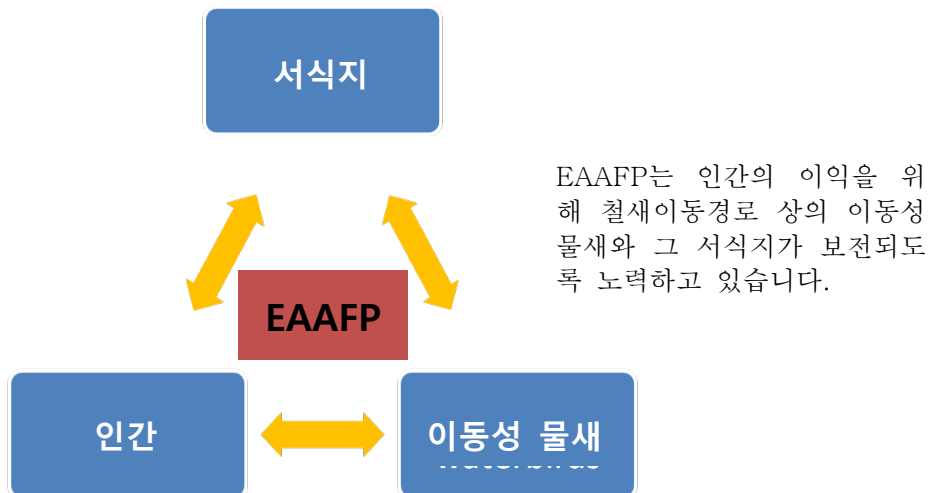 서식지
EAAFP는 인간의 이익을 위
해 철새이동경로 상의 이동성
물새와 그 서식지가 보전되도
록 노력하고 있습니다.
EAAFP
인간
이동성 물새